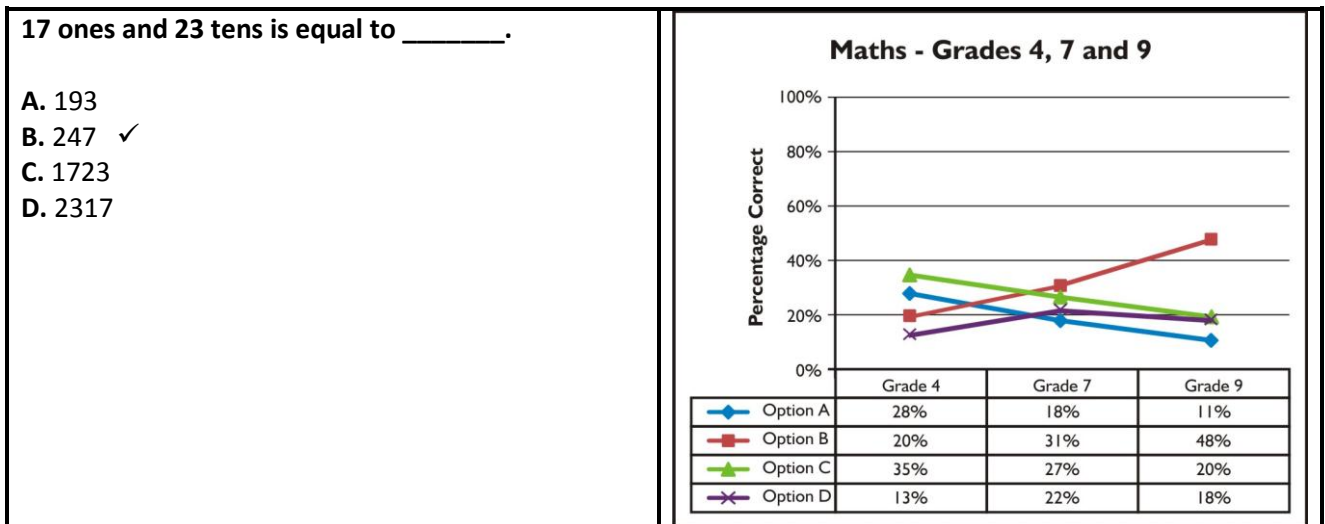 17 ones and 23 tens is equal to _______.
A. 193
B. 247 ✓
C. 1723
D. 2317
Maths - Grades 4, 7 and 9
Percentage Correct
100%
80%
60%
40%
20%
0%
Grade 4 Grade 7 Grade 9
Option A 28% 18% 11%
Option B 20% 31% 48%
Option C 35% 27% 20%
Option D 13% 22% 18%